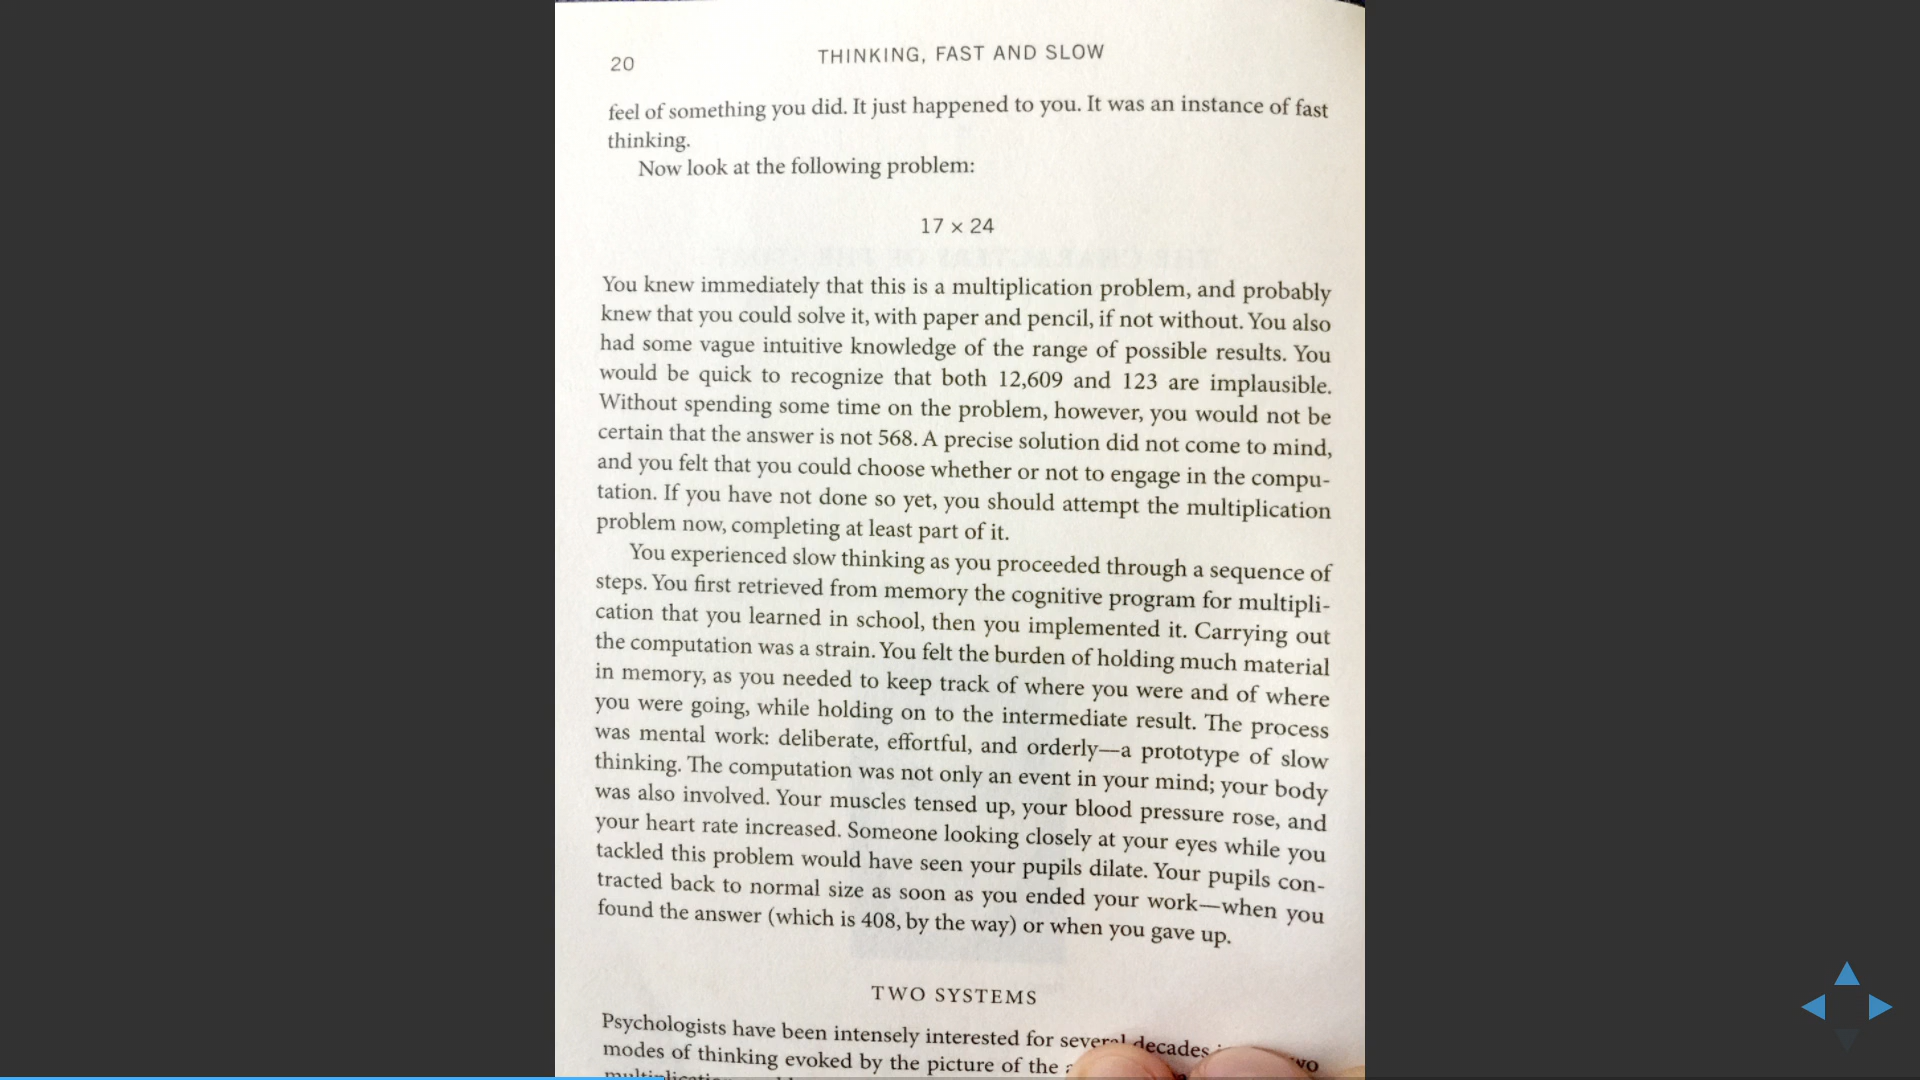 20
THINKING, FAST AND SLOW
feel of something you did. It just happened to you. It was an instance of fast
thinking.
Now look at the following problem:
17 × 24
You knew immediately that this is a multiplication problem, and probably
knew that you could solve it, with paper and pencil, if not without. You also
had some vague intuitive knowledge of the range of possible results. You
would be quick to recognize that both 12,609 and 123 are implausible.
Without spending some time on the problem, however, you would not be
certain that the answer is not 568. A precise solution did not come to mind,
and you felt that you could choose whether or not to engage in the compu-
tation. If you have not done so yet, you should attempt the multiplication
problem now, completing at least part of it.
You experienced slow thinking as you proceeded through a sequence of
steps. You first retrieved from memory the cognitive program for multipli-
cation that you learned in school, then you implemented it. Carrying out
the computation was a strain. You felt the burden of holding much material
in memory, as you needed to keep track of where you were and of where
you were going, while holding on to the intermediate result. The process
was mental work: deliberate, effortful, and orderly—a prototype of slow
thinking. The computation was not only an event in your mind; your body
was also involved. Your muscles tensed up, your blood pressure rose, and
your heart rate increased. Someone looking closely at your eyes while you
tackled this problem would have seen your pupils dilate. Your pupils con-
tracted back to normal size as soon as you ended your work—when you
found the answer (which is 408, by the way) or when you gave up.
TWO SYSTEMS
Psychologists have been intensely interested for several decades
modes of thinking evoked by the picture of the